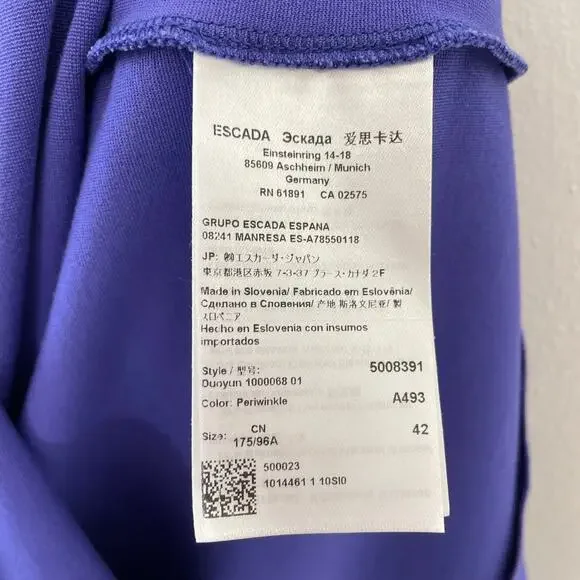 ESCADA Эскада 爱思卡达
Einsteinring 14-18
85609 Aschheim / Munich
Germany
RN 61891 CA 02575
GRUPO ESCADA ESPANA
08241 MANRESA ES-A78550118
JP: ㈱エスカーダ・ジャパン
東京都港区赤坂 7-3-37 プラース・カナダ 2F
Made in Slovenia/ Fabricado em Eslovênia/
Сделано в Словения/ 产地 斯洛文尼亚/ 製
スロベニア
Hecho en Eslovenia con insumos
importados
Style / 型号: 5008391
Duoyun 1000068 01
Color: Periwinkle A493
Size: CN 175/96A 42
500023
1014461 1 10SI0